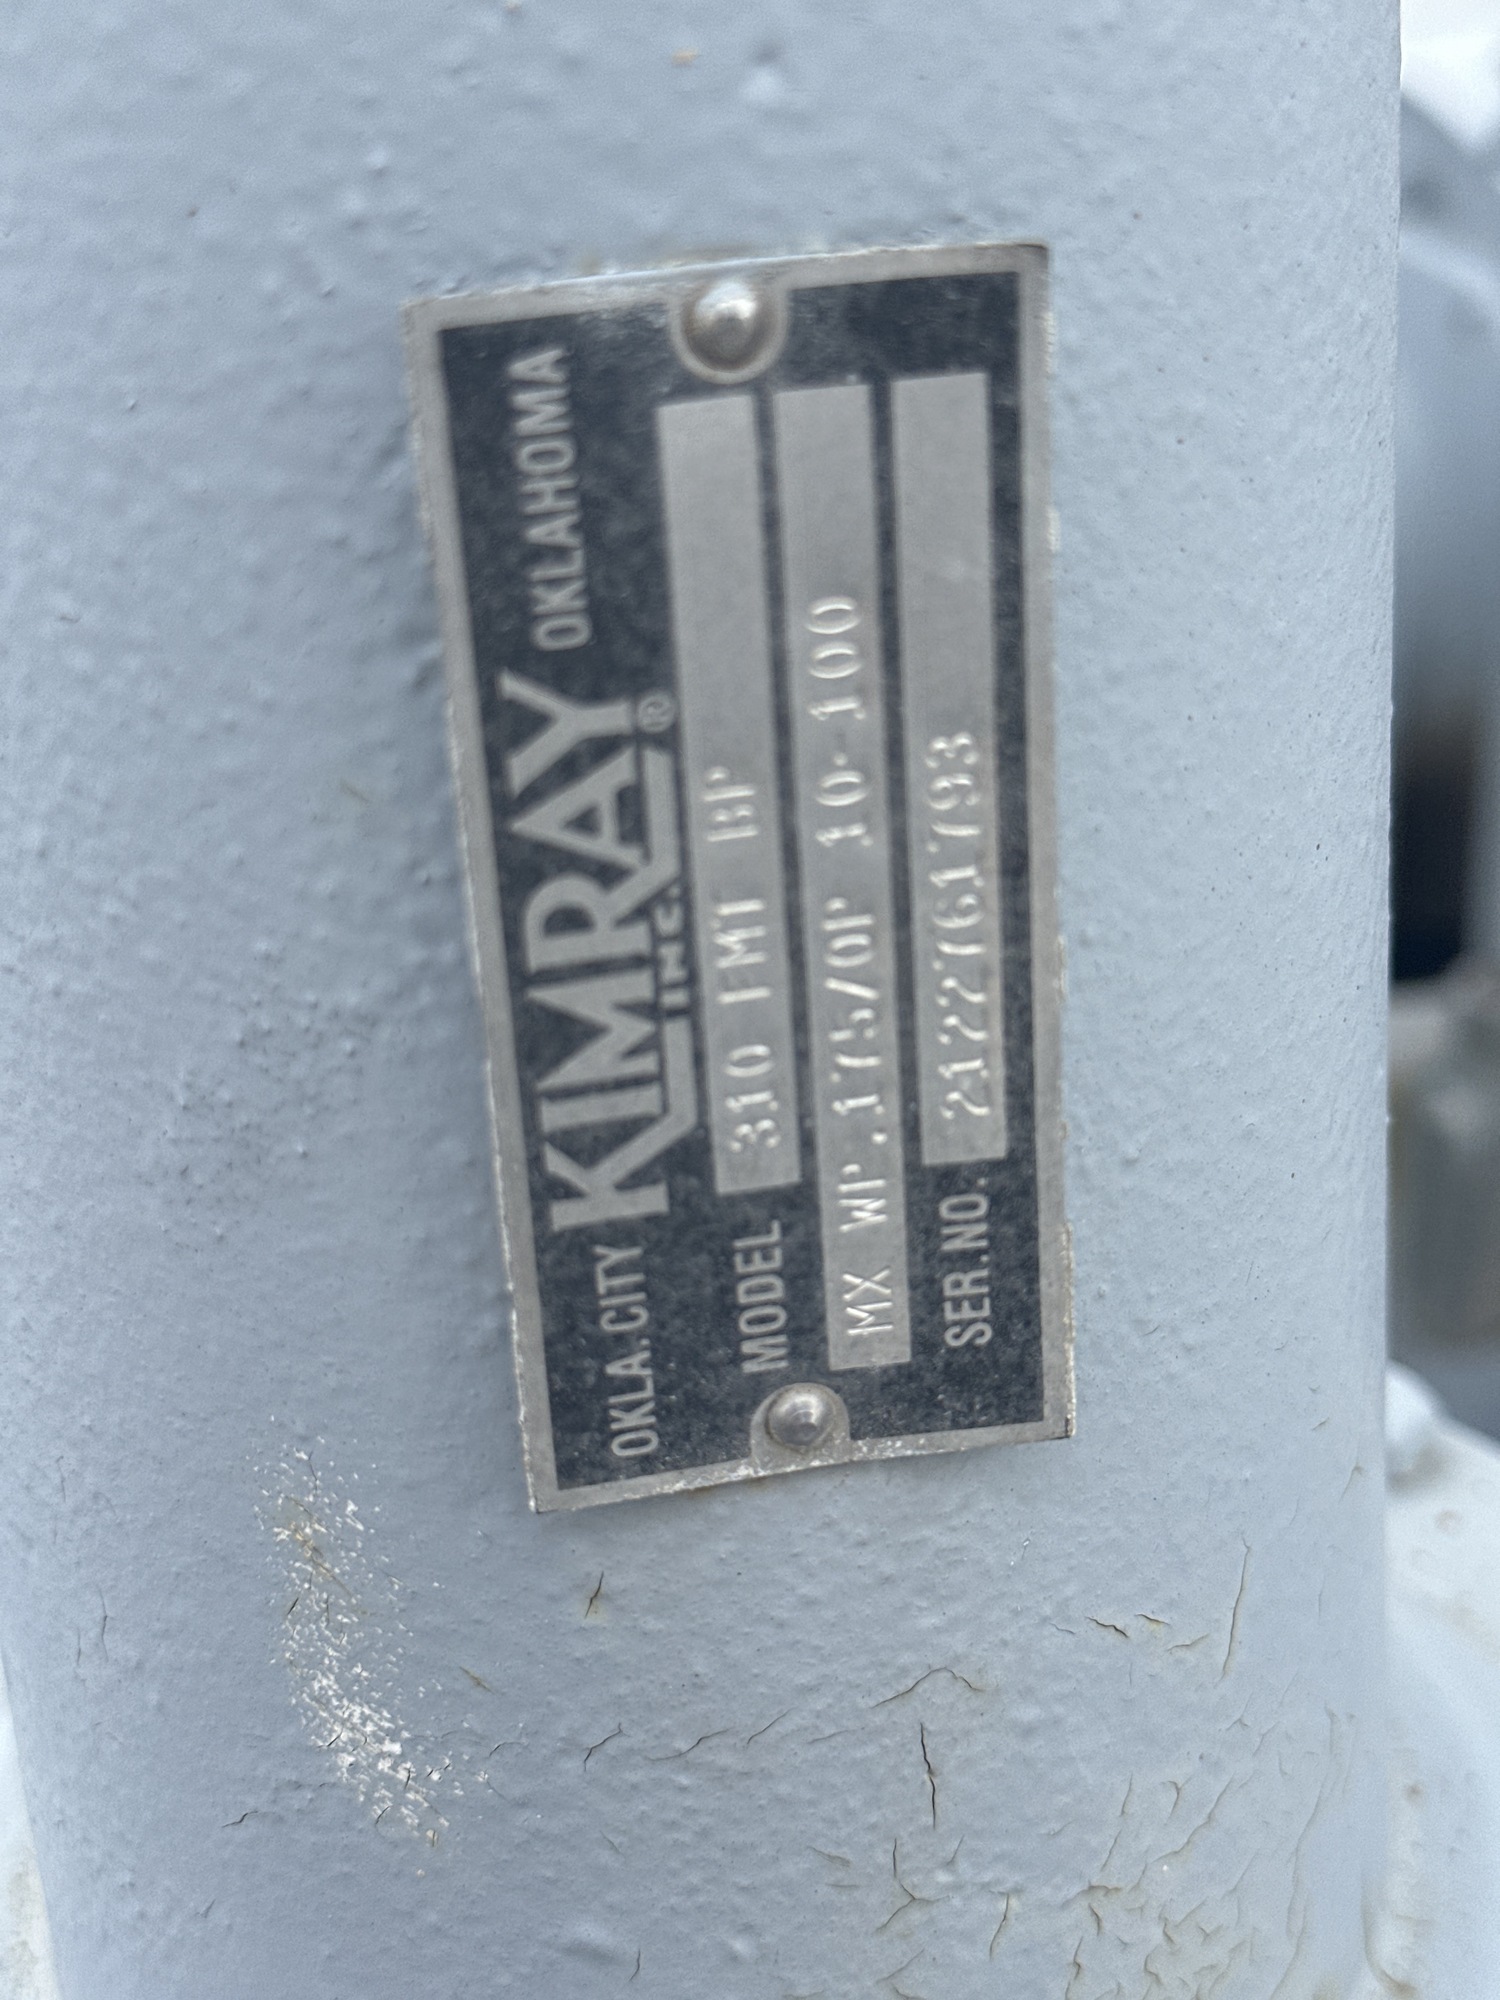 OKLA. CITY KIMRAY INC.® OKLAHOMA
MODEL 310 FMT BP
MX WP .175/OP 10-100
SER.NO. 2122761793